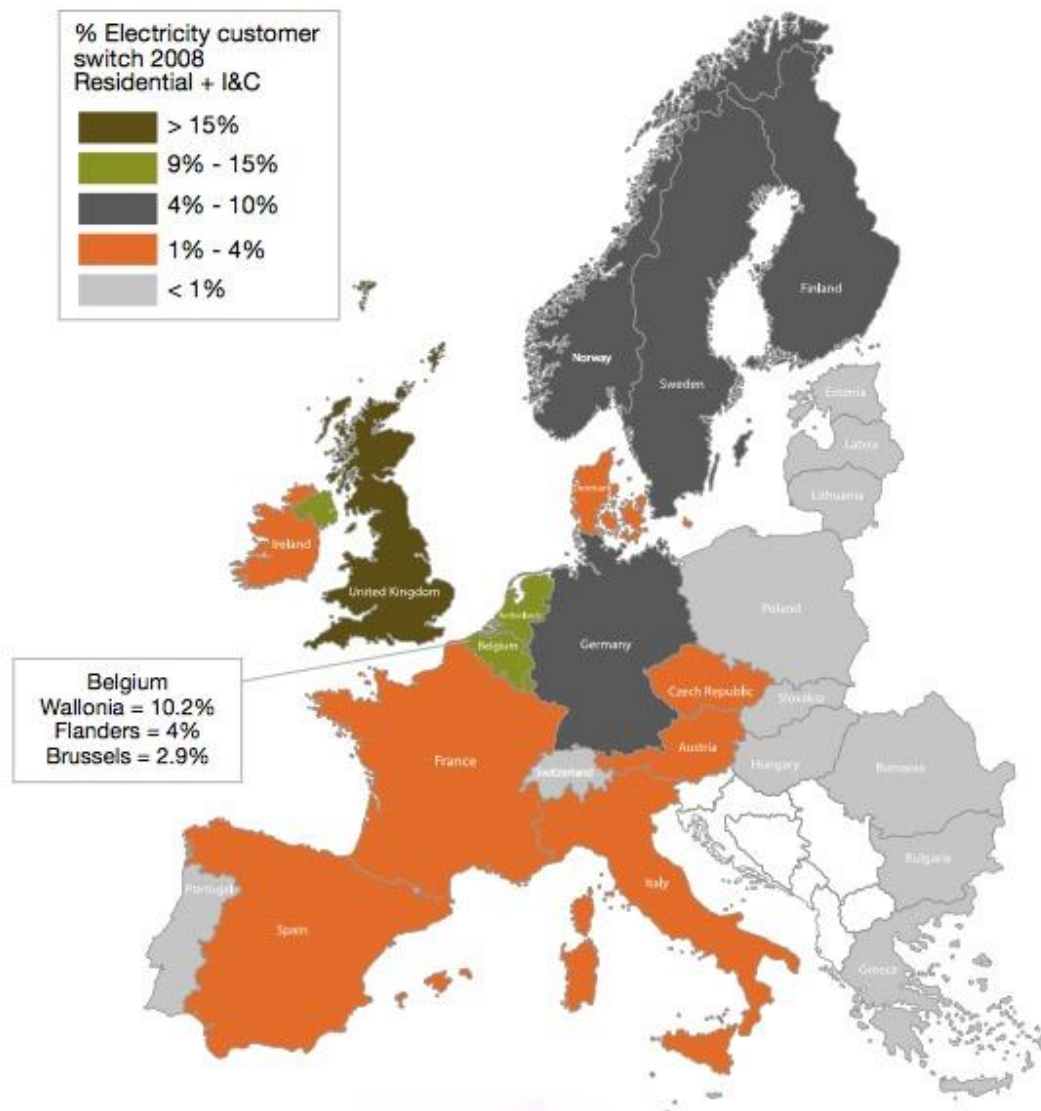 % Electricity customer
switch 2008
Residential + I&C
> 15%
9% - 15%
4% - 10%
1% - 4%
< 1%
Finland
Norway
Sweden
Estonia
Latvia
Lithuania
Denmark
Ireland
United Kingdom
Netherlands
Poland
Belgium
Germany
Belgium
Wallonia = 10.2%
Flanders = 4%
Brussels = 2.9%
Czech Republic
Slovakia
Austria
France
Switzerland
Hungary
Romania
Bulgaria
Portugal
Italy
Spain
Greece